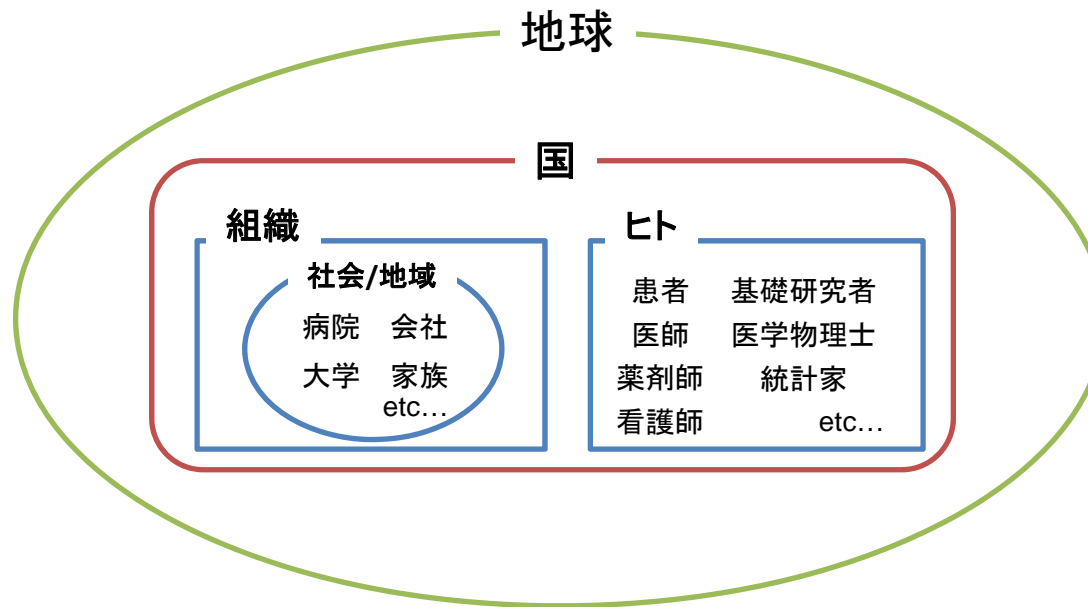 地球
国
組織
社会/地域
病院 会社
大学 家族
etc…
ヒト
患者 基礎研究者
医師 医学物理士
薬剤師 統計家
看護師 etc…